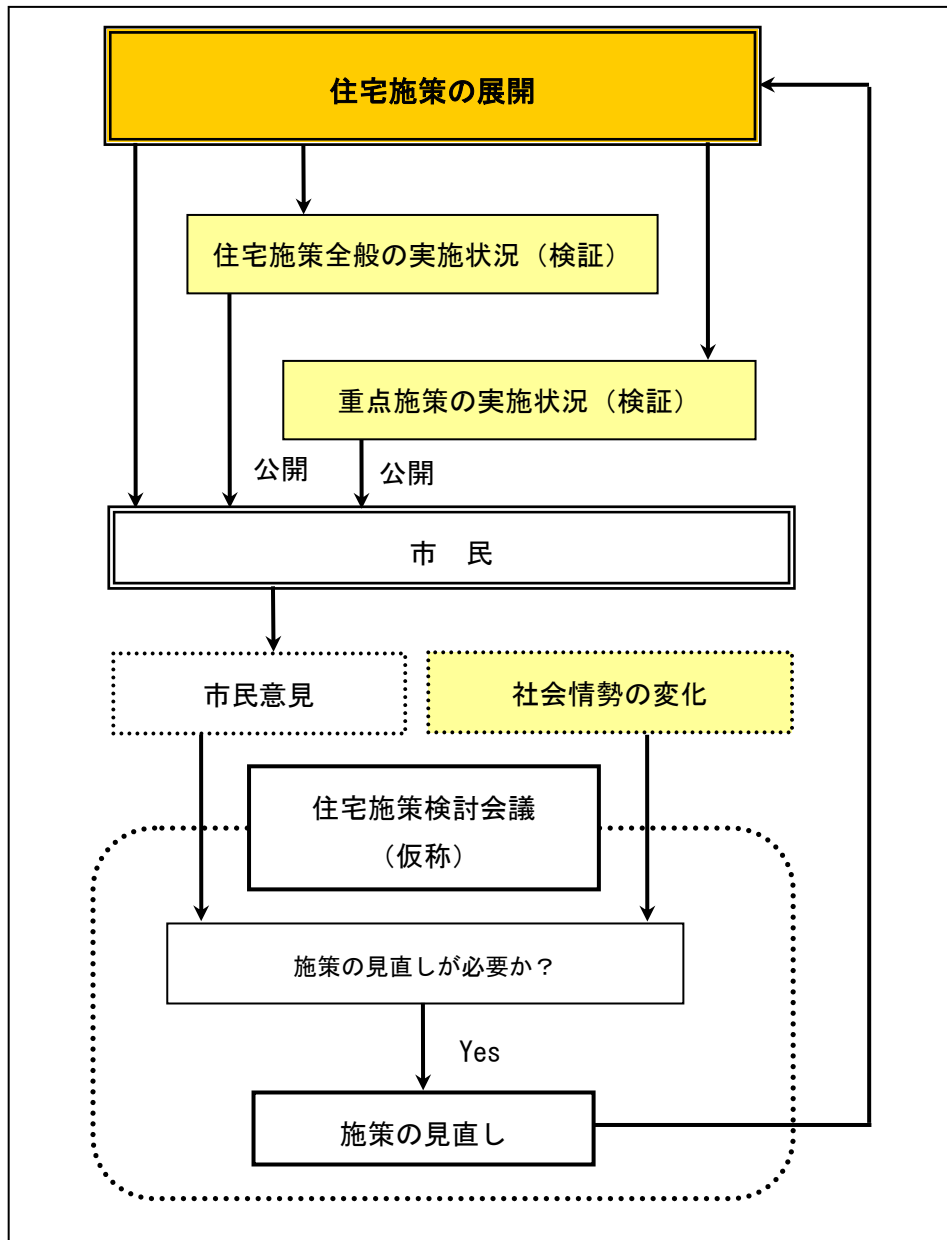 住宅施策の展開
住宅施策全般の実施状況（検証）
重点施策の実施状況（検証）
公開
公開
市　民
市民意見
社会情勢の変化
住宅施策検討会議
（仮称）
施策の見直しが必要か？
Yes
施策の見直し